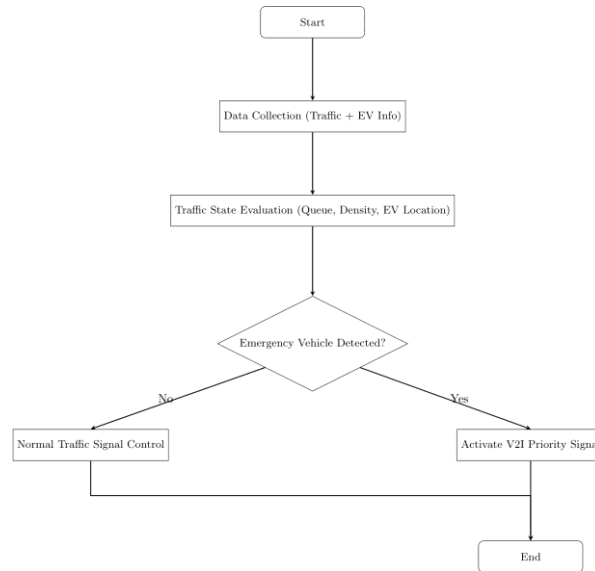 Start
Data Collection (Traffic + EV Info)
Traffic State Evaluation (Queue, Density, EV Location)
Emergency Vehicle Detected?
No
Yes
Normal Traffic Signal Control
Activate V2I Priority Signa
End